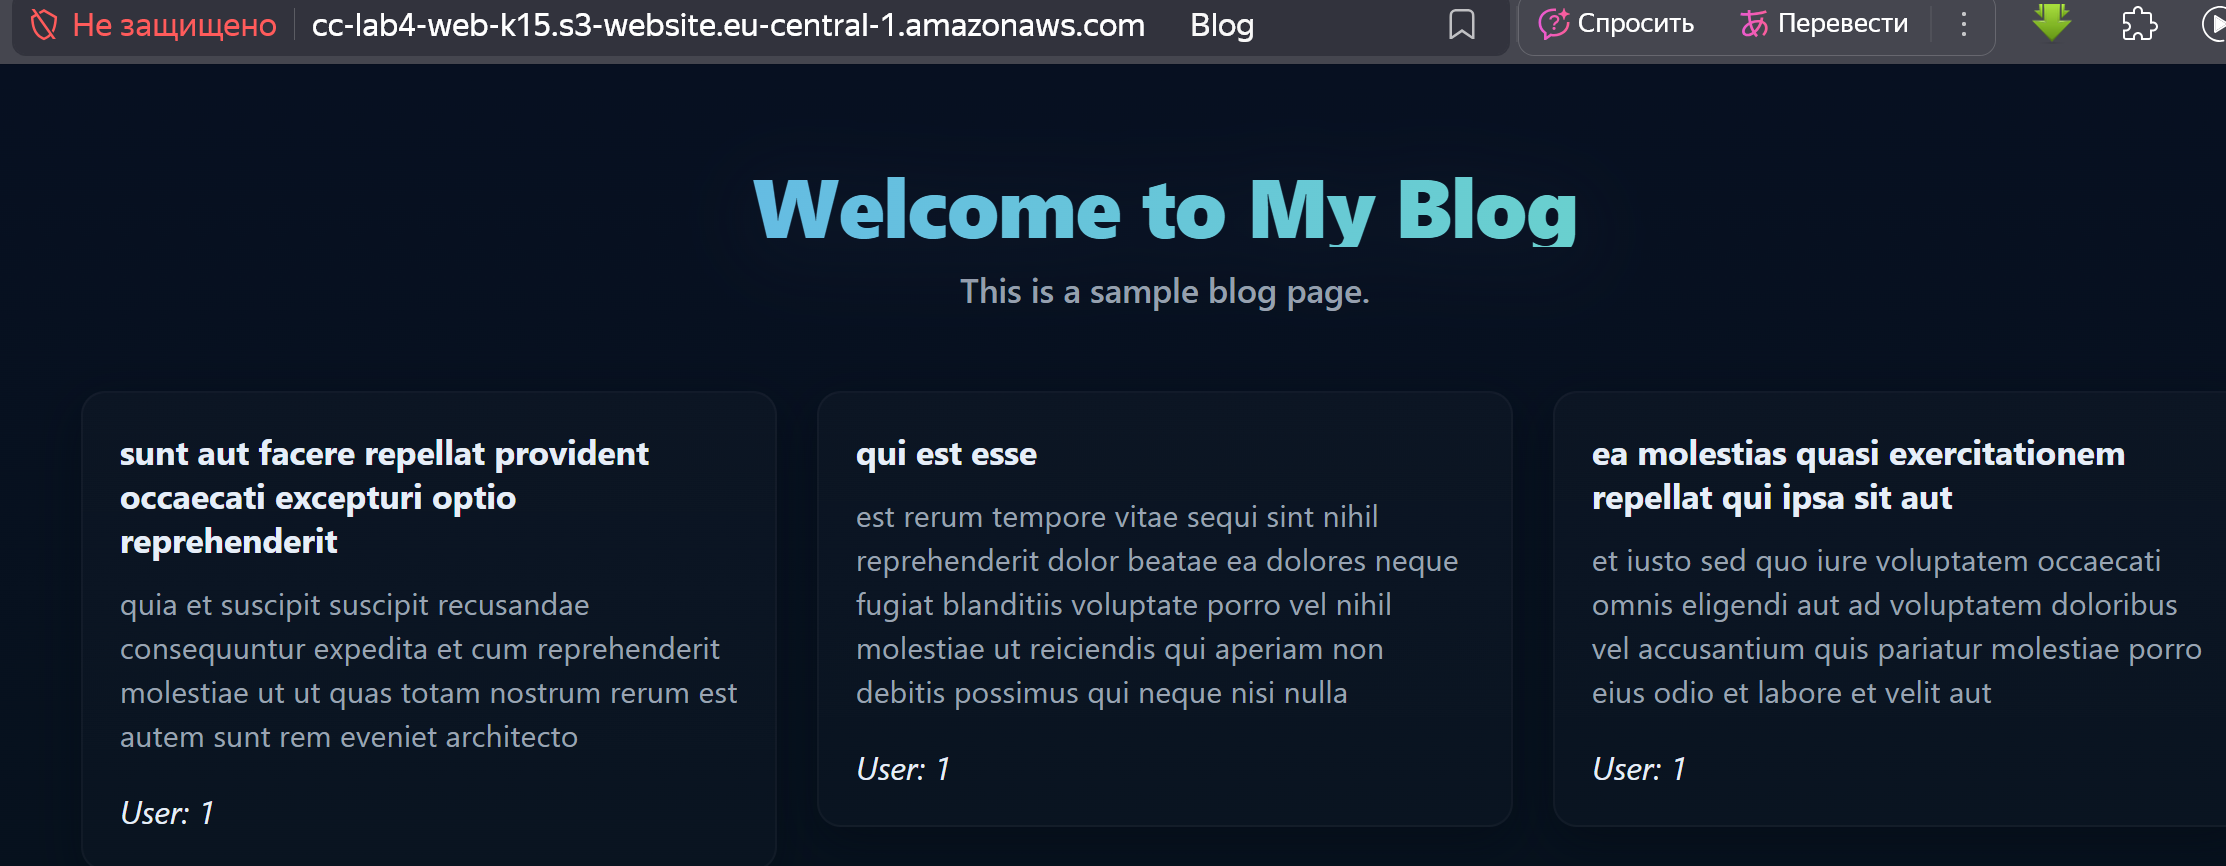 Не защищено cc-lab4-web-k15.s3-website.eu-central-1.amazonaws.com Blog Спросить Перевести
Welcome to My Blog
This is a sample blog page.
sunt aut facere repellat provident
occaecati excepturi optio
reprehenderit
quia et suscipit suscipit recusandae
consequuntur expedita et cum reprehenderit
molestiae ut ut quas totam nostrum rerum est
autem sunt rem eveniet architecto
User: 1
qui est esse
est rerum tempore vitae sequi sint nihil
reprehenderit dolor beatae ea dolores neque
fugiat blanditiis voluptate porro vel nihil
molestiae ut reiciendis qui aperiam non
debitis possimus qui neque nisi nulla
User: 1
ea molestias quasi exercitationem
repellat qui ipsa sit aut
et iusto sed quo iure voluptatem occaecati
omnis eligendi aut ad voluptatem doloribus
vel accusantium quis pariatur molestiae porro
eius odio et labore et velit aut
User: 1